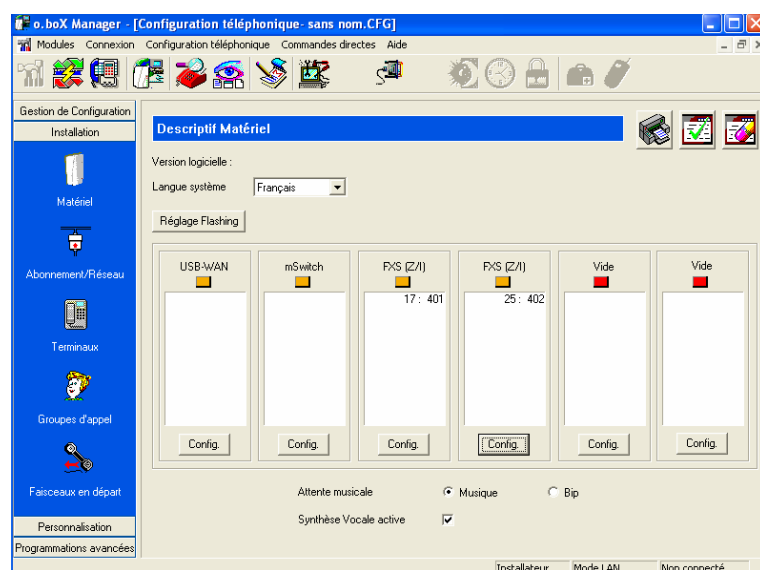 o.boX Manager - [Configuration téléphonique- sans nom.CFG]
Modules Connexion Configuration téléphonique Commandes directes Aide
Gestion de Configuration
Installation
Matériel
Abonnement/Réseau
Terminaux
Groupes d'appel
Faisceaux en départ
Personnalisation
Programmations avancées
Descriptif Matériel
Version logicielle :
Langue système Français
Réglage Flashing
USB-WAN mSwitch FXS (Z/I) FXS (Z/I) Vide Vide
17 : 401 25 : 402
Config. Config. Config. Config. Config. Config.
Attente musicale Musique Bip
Synthèse Vocale active
Installateur Mode LAN Non connecté